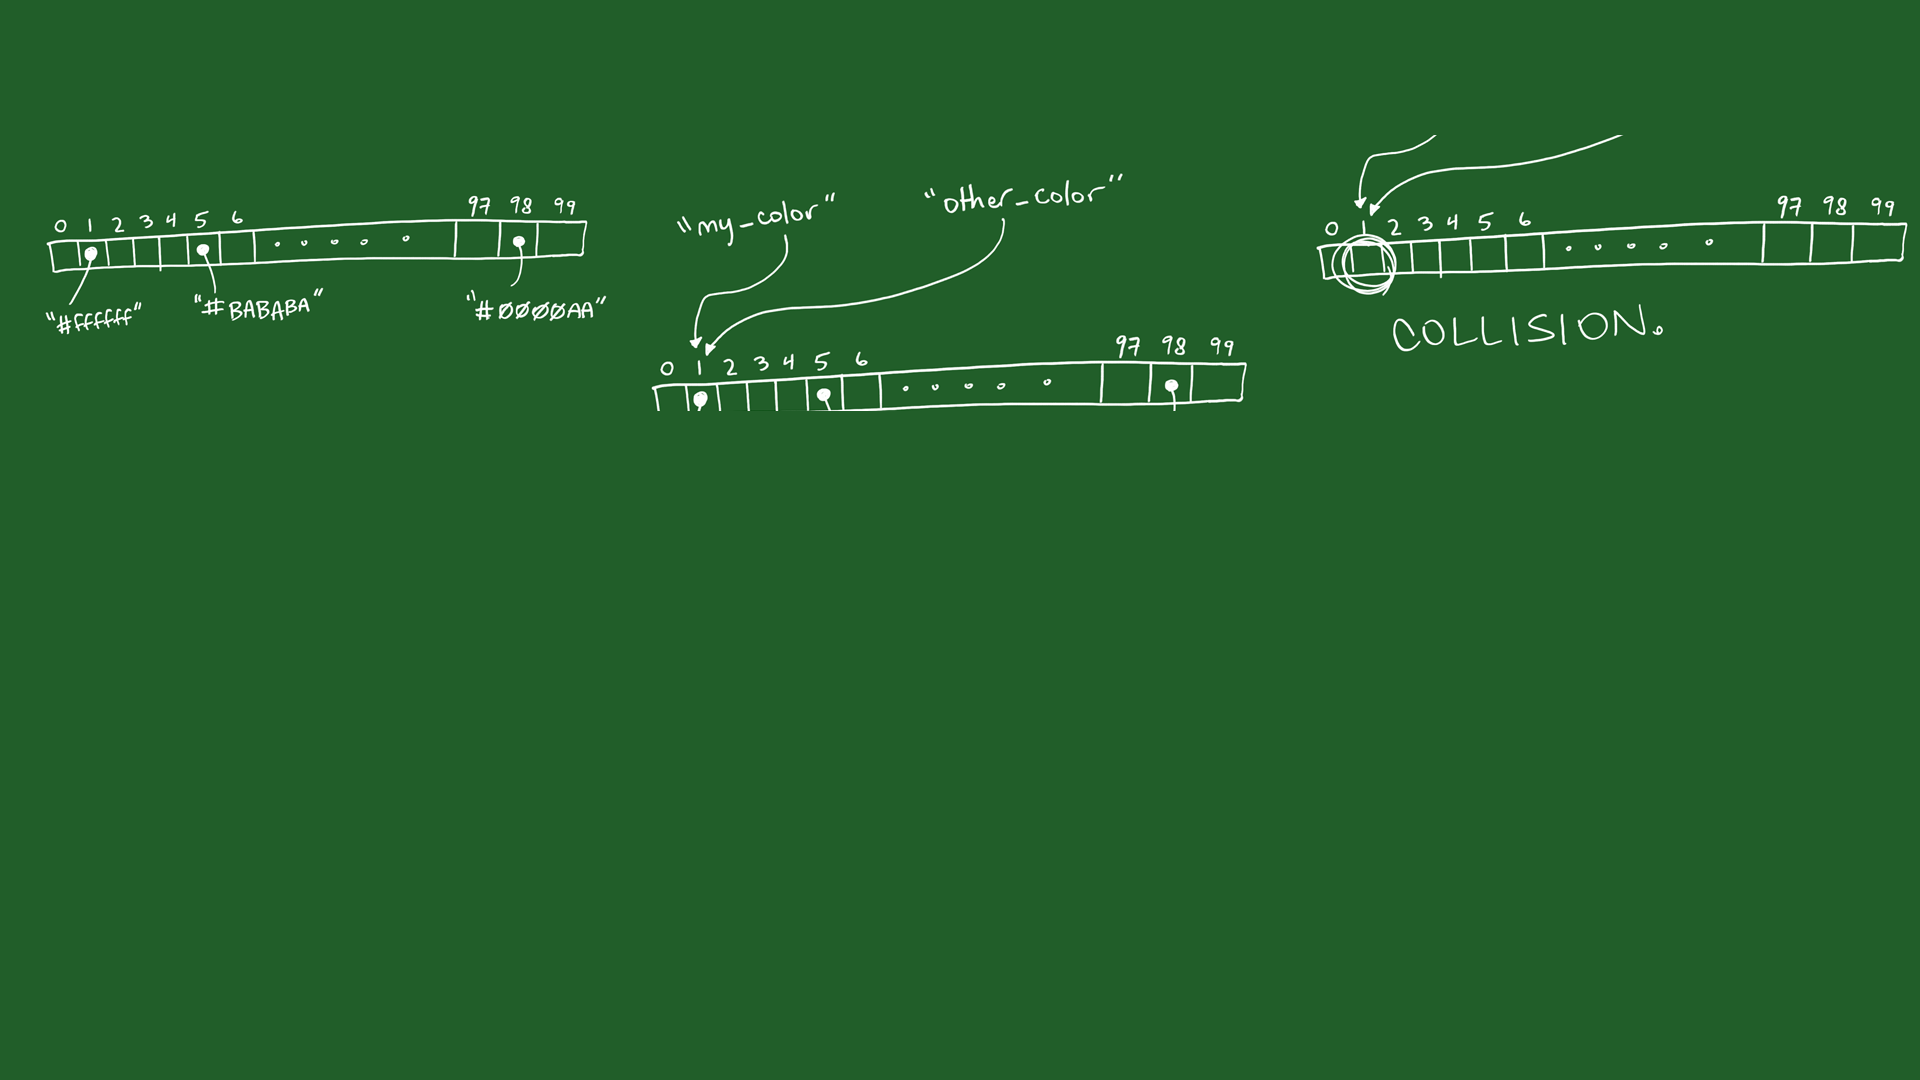 0 1 2 3 4 5 6 97 98 99
"#ffffff" "#BABABA" "#0000AA"
"my_color" "other_color"
0 1 2 3 4 5 6 97 98 99
0 1 2 3 4 5 6 97 98 99
COLLISION.